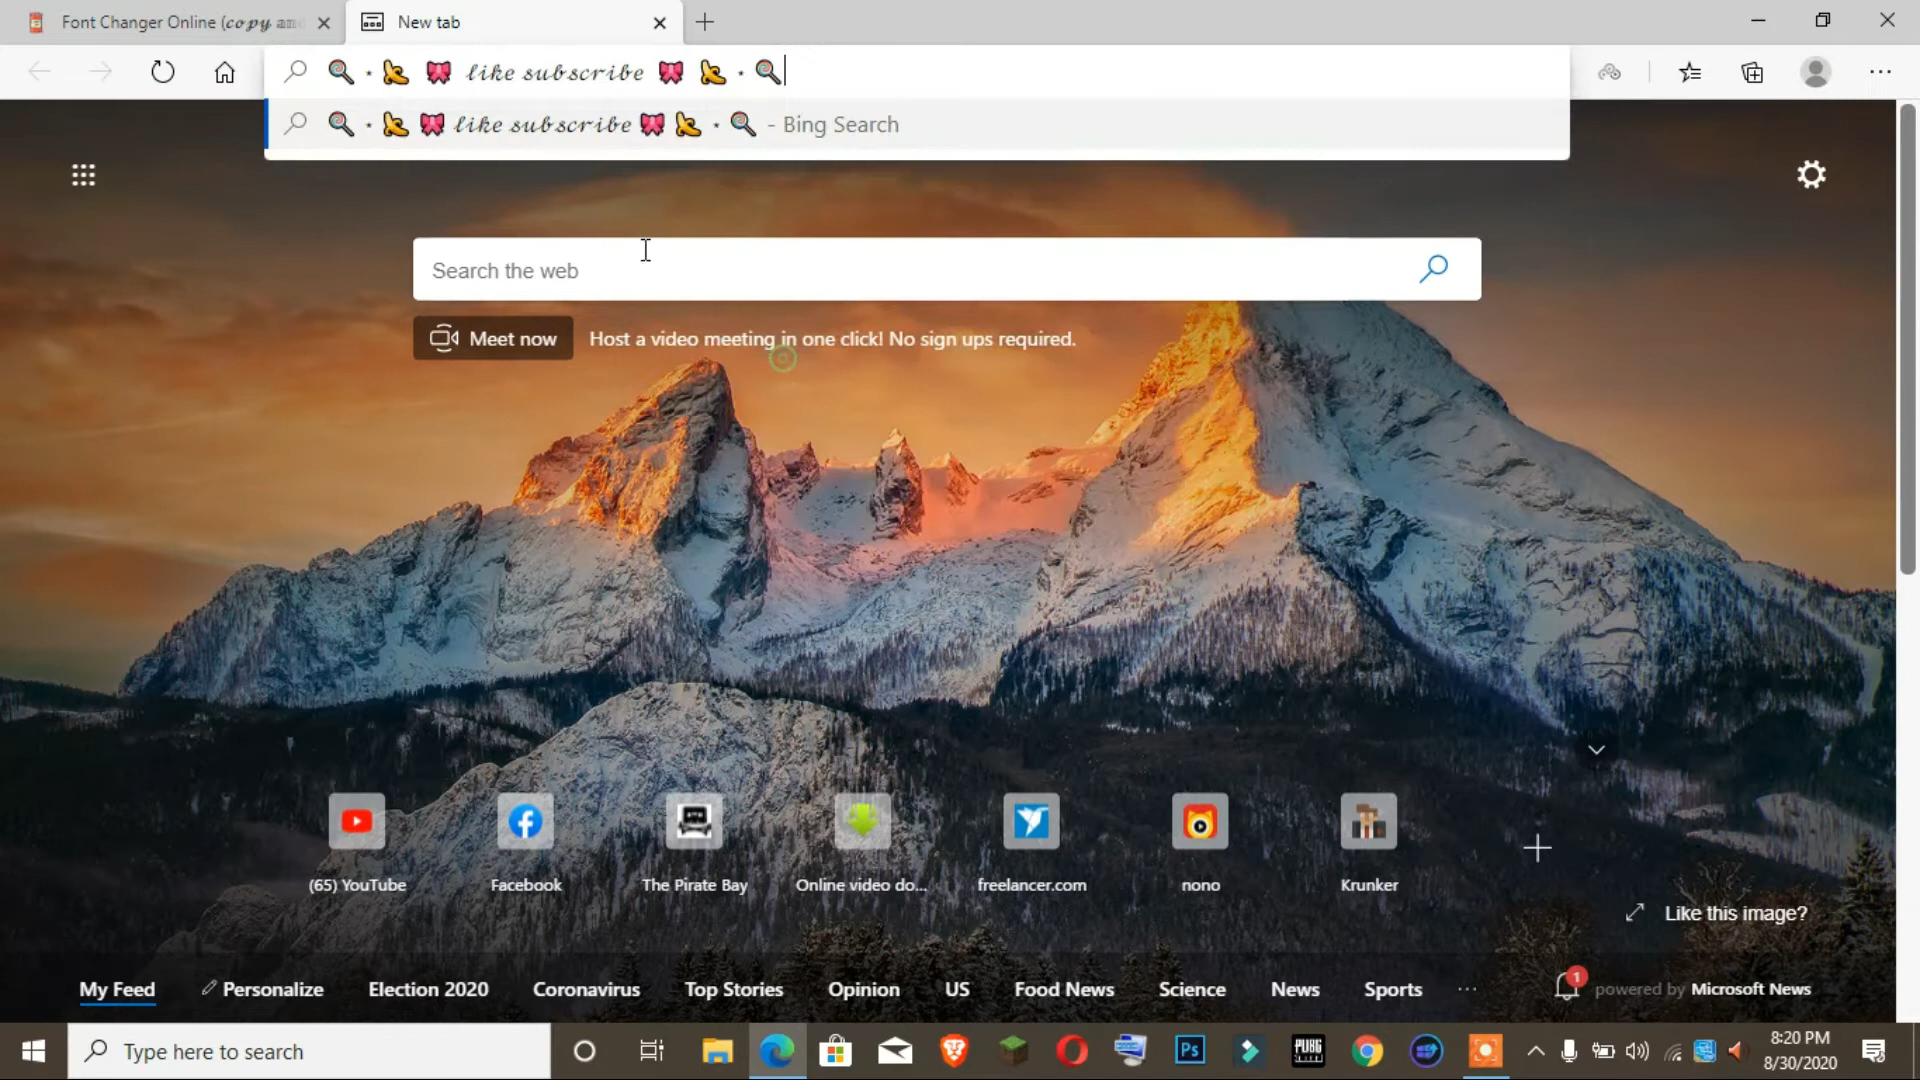 Font Changer Online (𝓬𝓸𝓹𝔂 𝓪𝓷
New tab
🍭 ⋆ 🐍 🎀 𝓁𝒾𝓀𝑒 𝓈𝓊𝒷𝓈𝒸𝓇𝒾𝒷𝑒 🎀 🐍 ⋆ 🍭
🍭 ⋆ 🐍 🎀 𝓁𝒾𝓀𝑒 𝓈𝓊𝒷𝓈𝒸𝓇𝒾𝒷𝑒 🎀 🐍 ⋆ 🍭 - Bing Search
Search the web
Meet now Host a video meeting in one click! No sign ups required.
(65) YouTube Facebook The Pirate Bay Online video do... freelancer.com nono Krunker
Like this image?
My Feed Personalize Election 2020 Coronavirus Top Stories Opinion US Food News Science News Sports ... 1 powered by Microsoft News
Type here to search Ps PUBG LITE 8:20 PM
8/30/2020